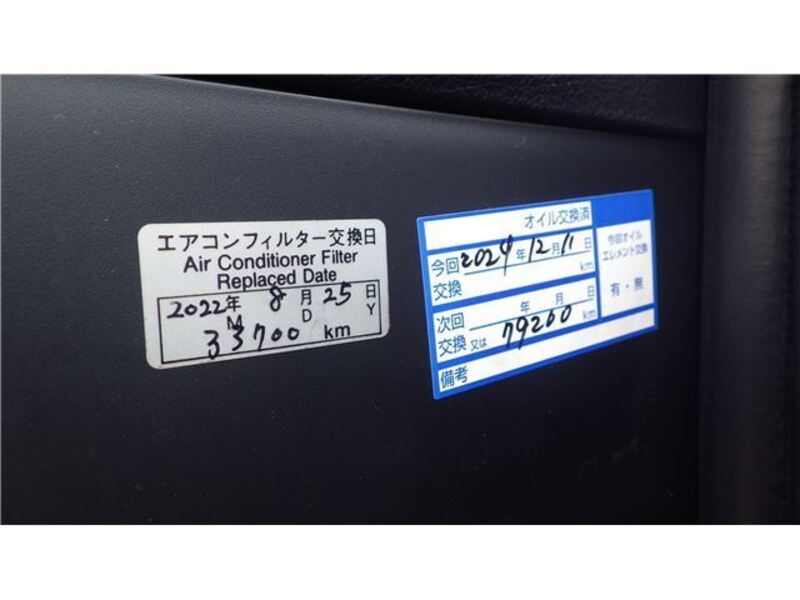 エアコンフィルター交換日
Air Conditioner Filter
Replaced Date
2022年 8月 25日
M D Y
33700 km
オイル交換済
今回交換 2024年 12月 11日
km
次回交換 年 月 日
又は 79200 km
備考
今回オイル
エレメント交換
有・無